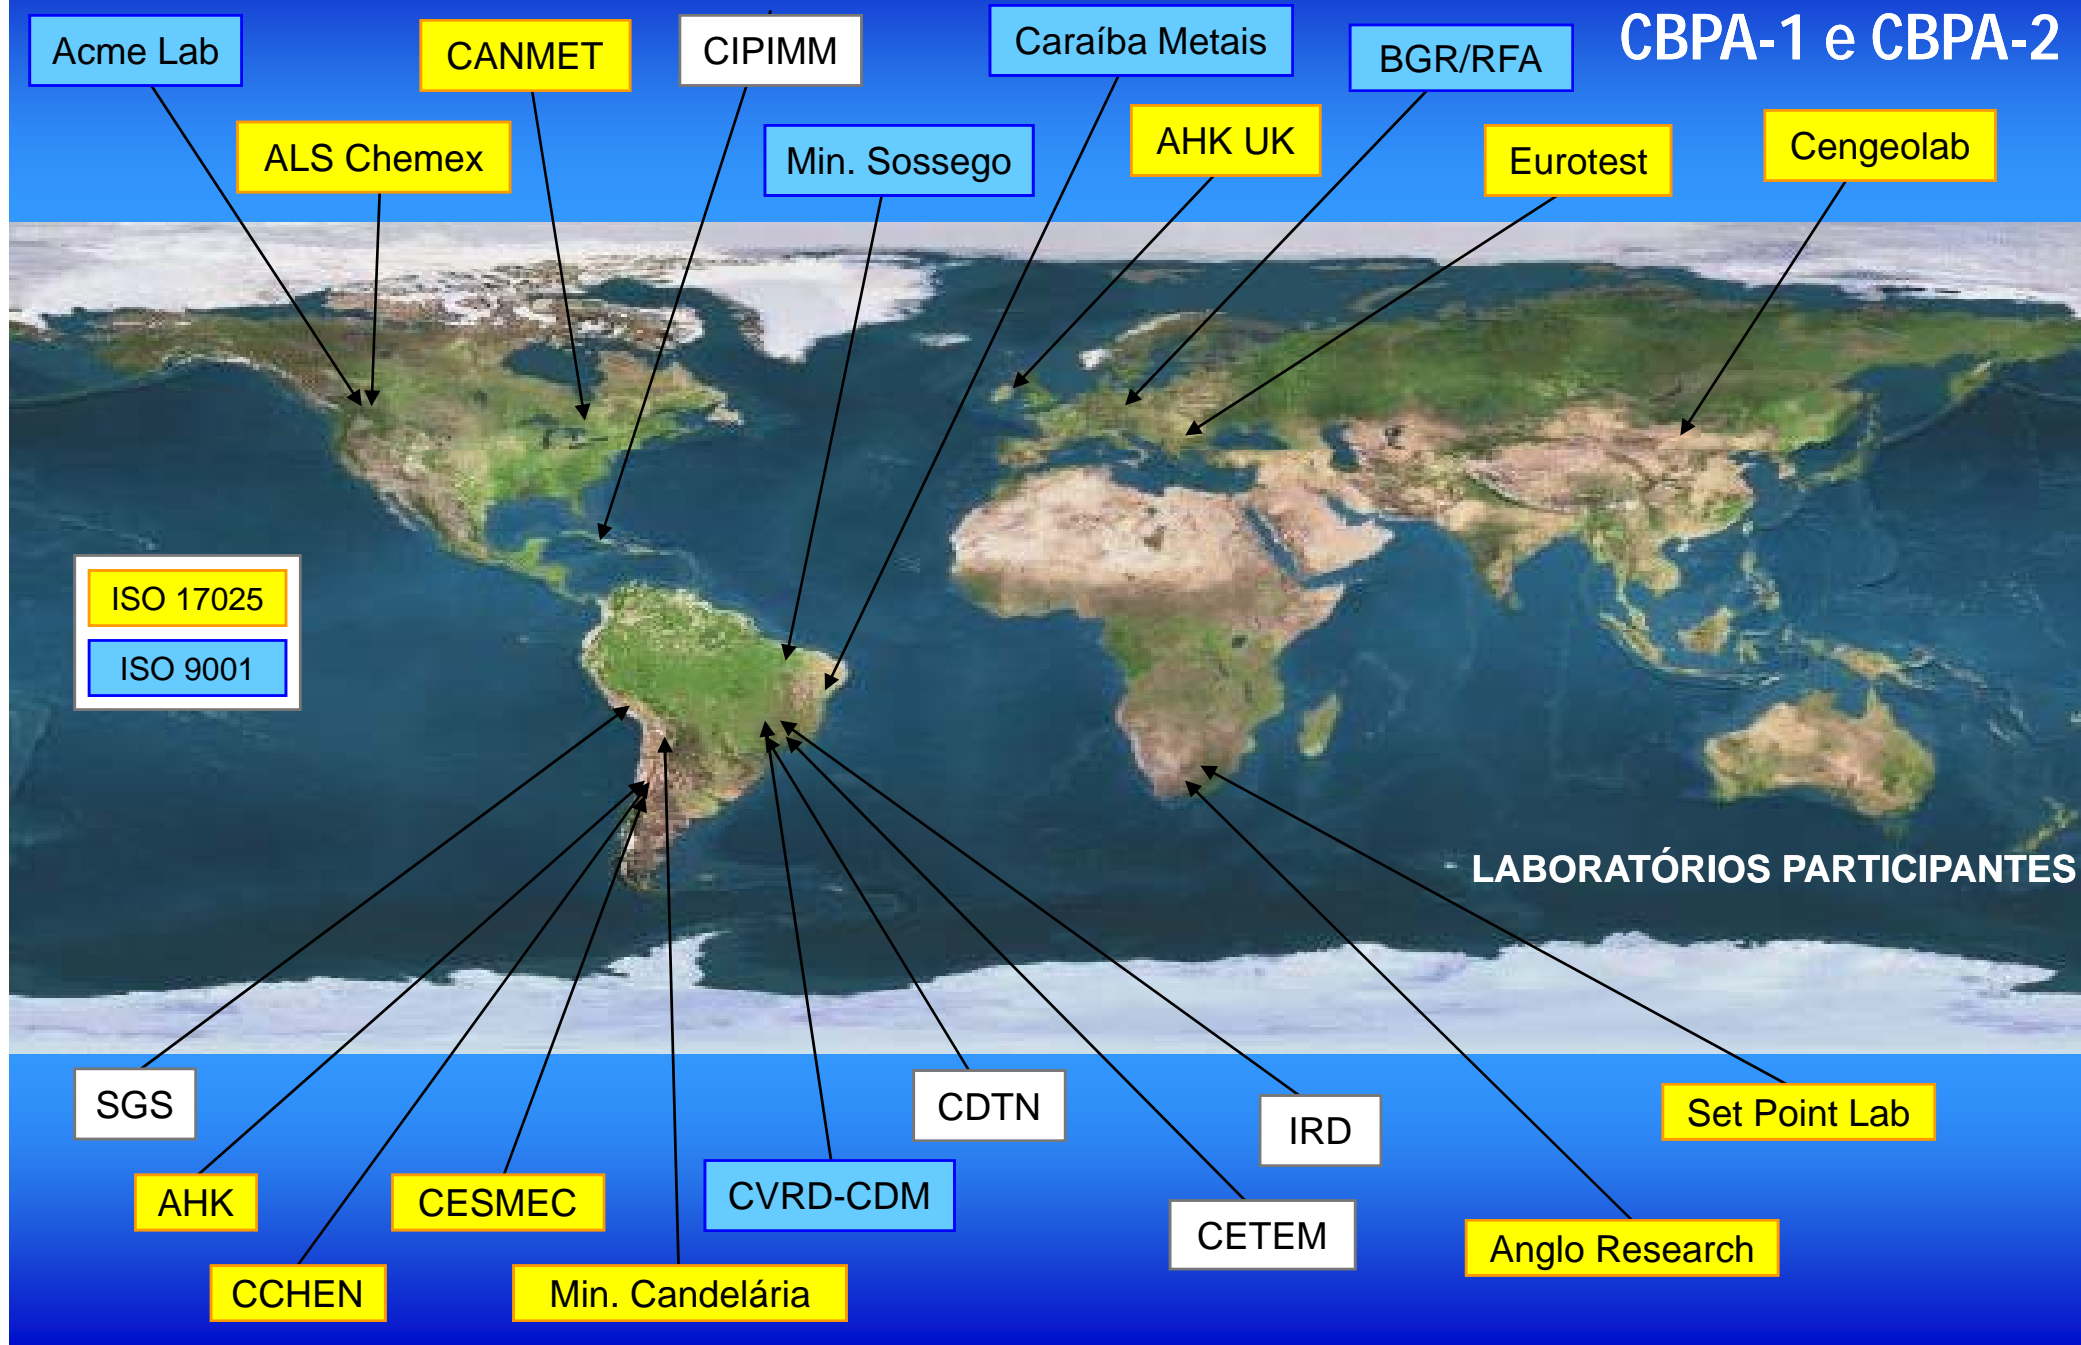 CBPA-1 e CBPA-2
Acme Lab
CANMET
CIPIMM
Caraíba Metais
BGR/RFA
ALS Chemex
Min. Sossego
AHK UK
Eurotest
Cengeolab
ISO 17025
ISO 9001
LABORATÓRIOS PARTICIPANTES
SGS
CDTN
IRD
Set Point Lab
AHK
CESMEC
CVRD-CDM
CETEM
Anglo Research
CCHEN
Min. Candelária